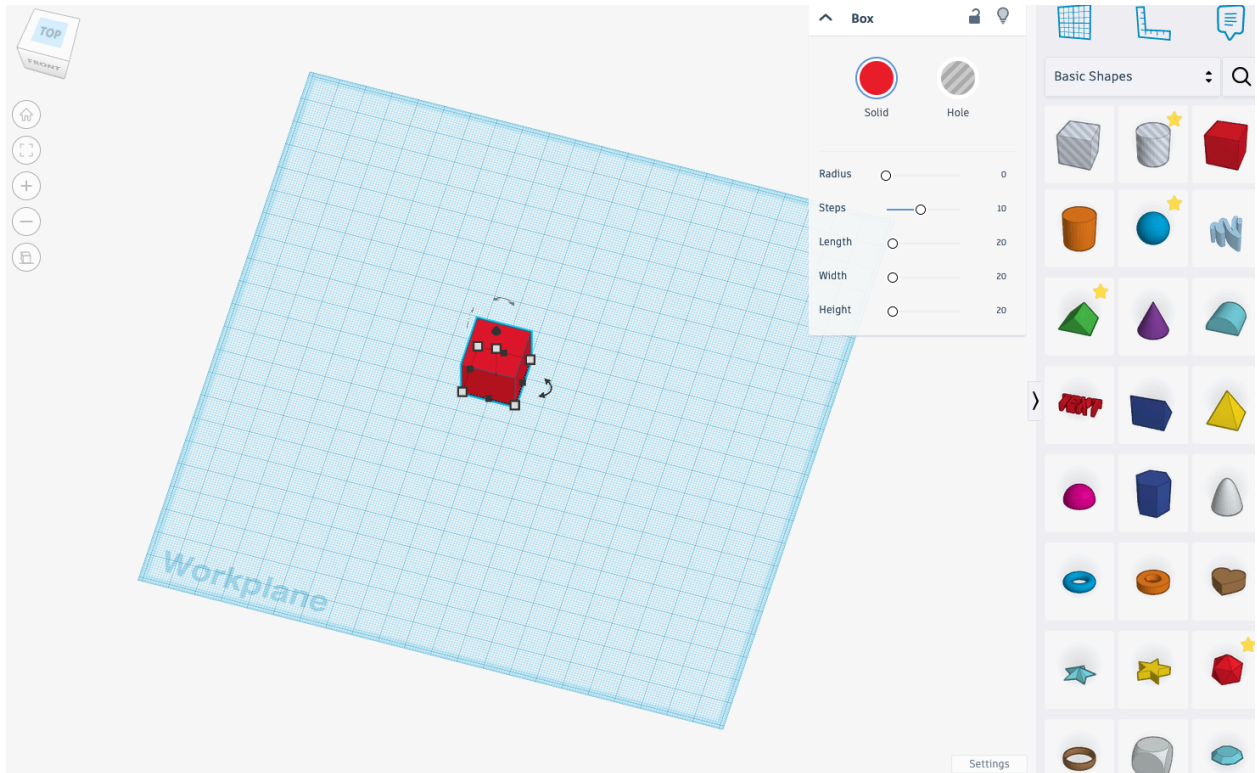 TOP
FRONT
Box
Solid
Hole
Radius 0
Steps 10
Length 20
Width 20
Height 20
Workplane
Settings
Basic Shapes
TEXT